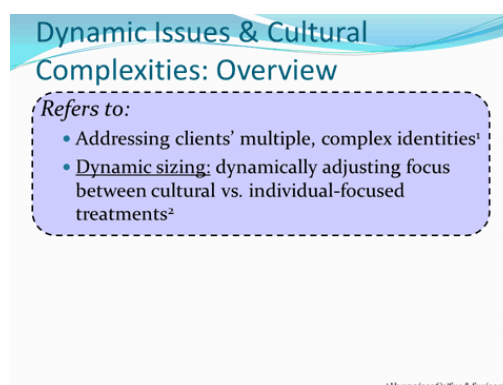 Dynamic Issues & Cultural
Complexities: Overview
Refers to:
• Addressing clients’ multiple, complex identities¹
• Dynamic sizing: dynamically adjusting focus
between cultural vs. individual-focused
treatments²